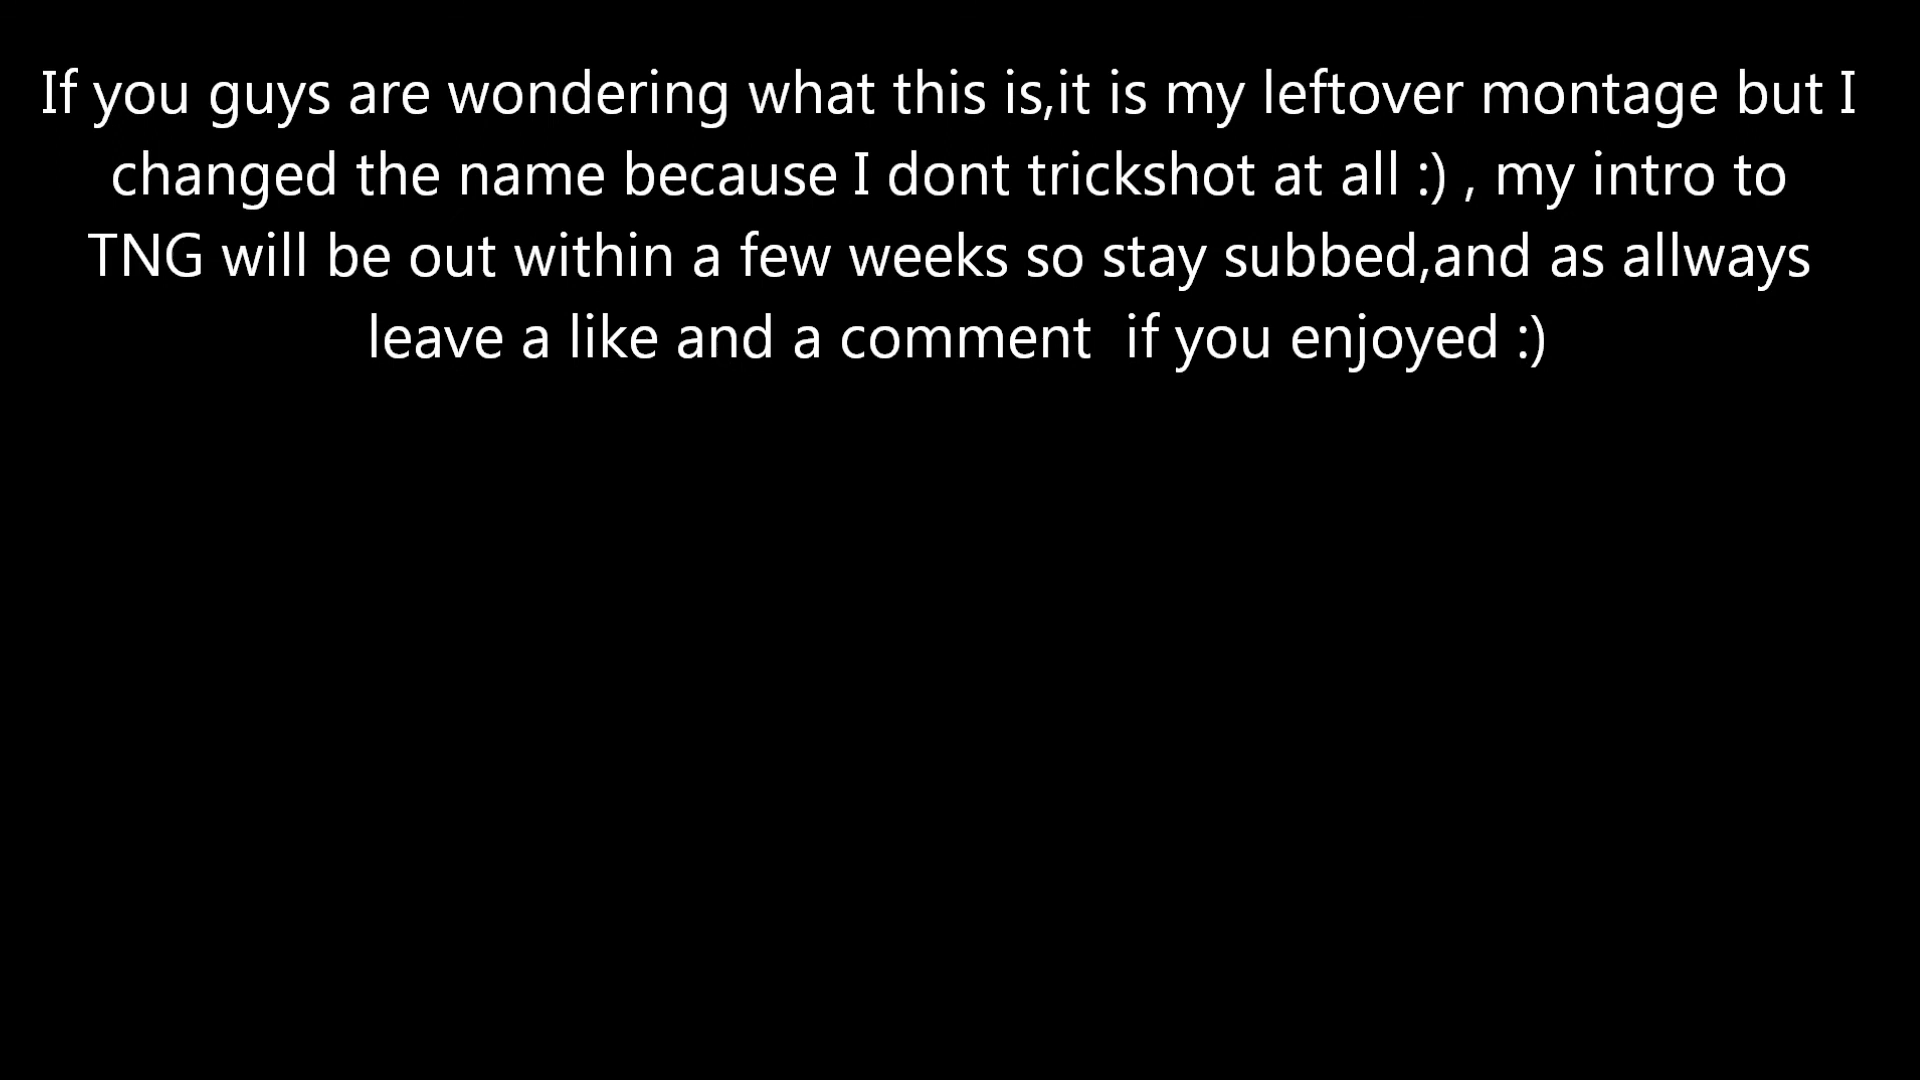 If you guys are wondering what this is,it is my leftover montage but I
changed the name because I dont trickshot at all :) , my intro to
TNG will be out within a few weeks so stay subbed,and as allways
leave a like and a comment  if you enjoyed :)